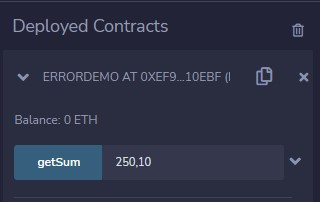 Deployed Contracts
ERRORDEMO AT 0XEF9...10EBF (
Balance: 0 ETH
getSum 250,10